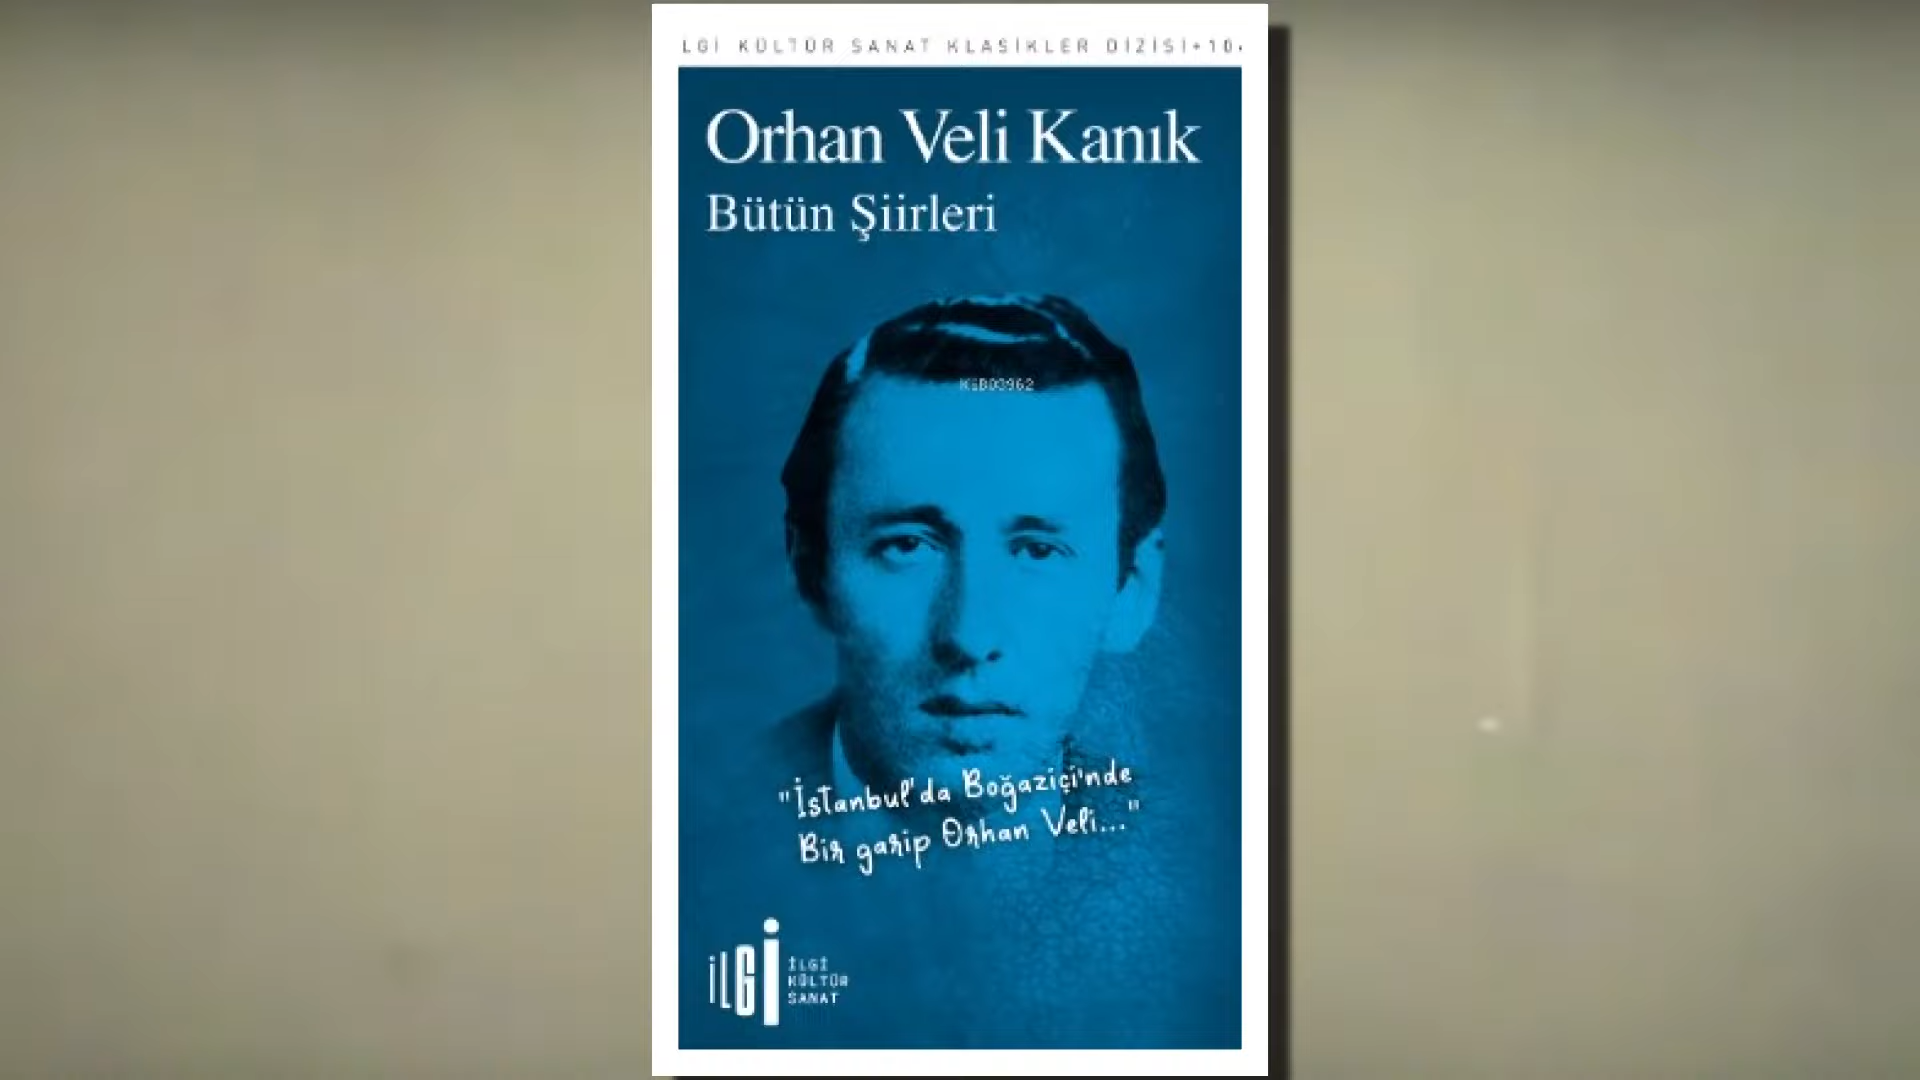 LGİ KÜLTÜR SANAT KLASİKLER DİZİSİ
Orhan Veli Kanık
Bütün Şiirleri
"İstanbul'da Boğaziçi'nde
Bir garip Orhan Veli..."
İLGİ
İLGİ
KÜLTÜR
SANAT